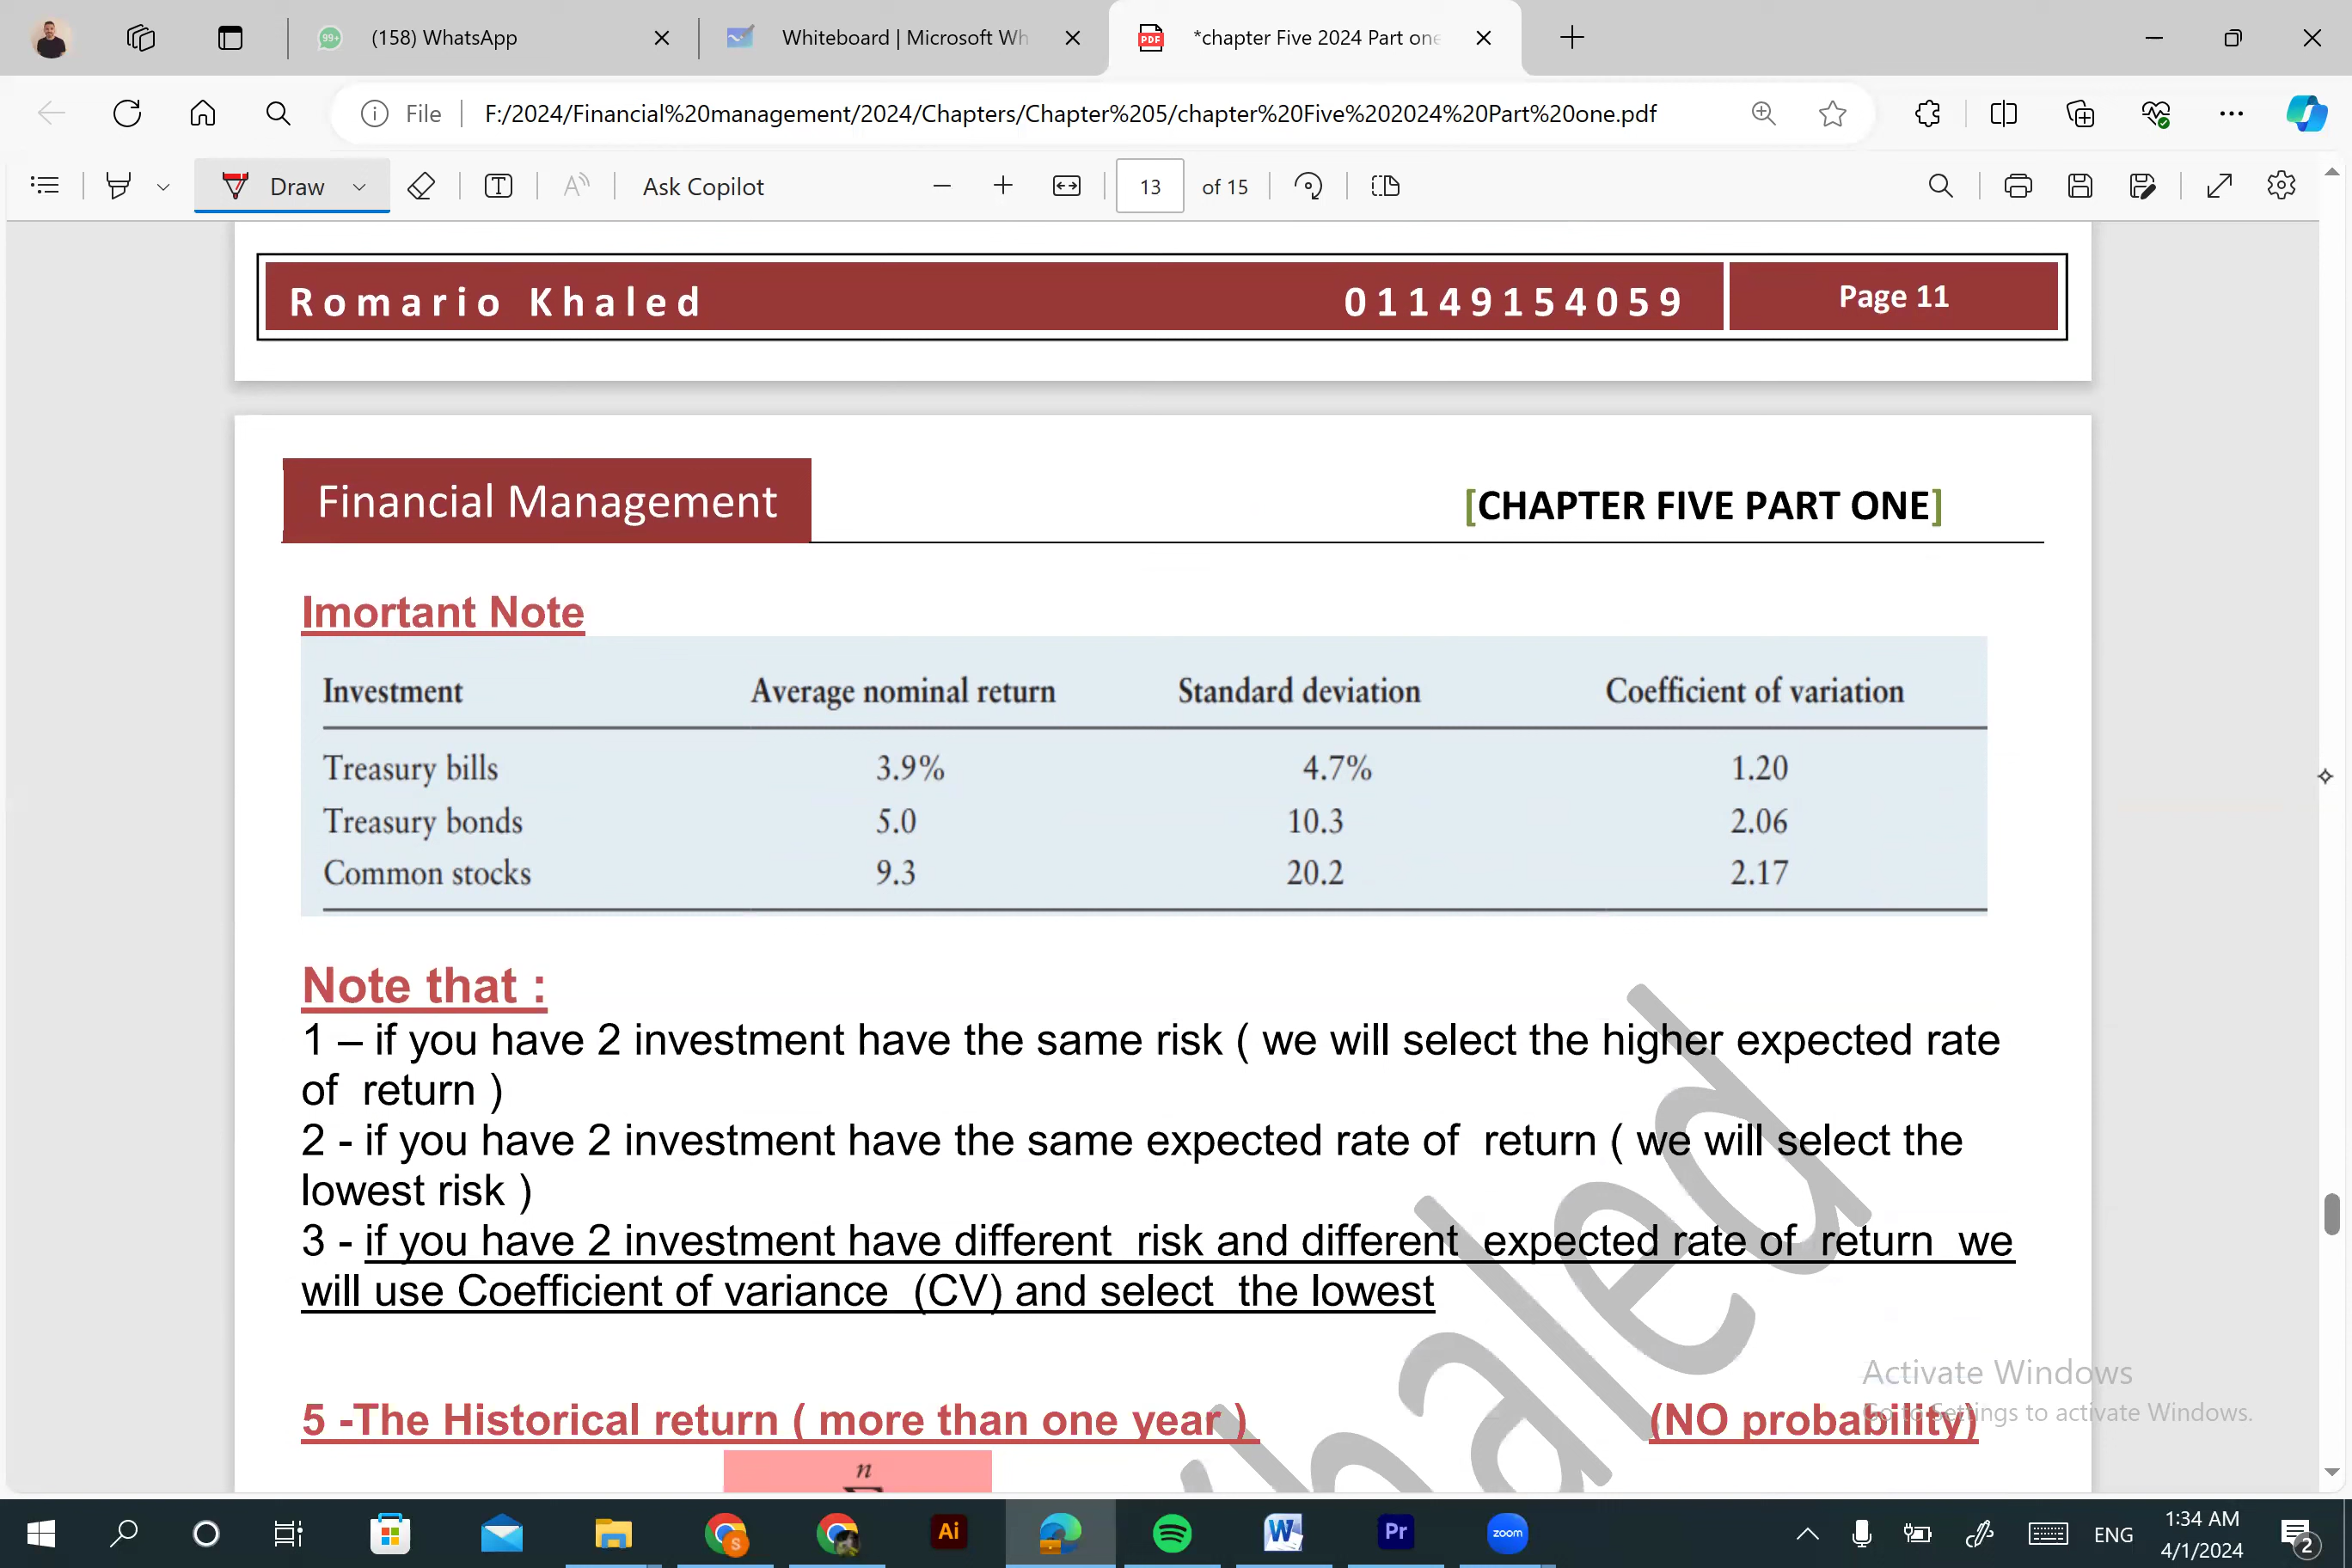 (158) WhatsApp
Whiteboard | Microsoft Wh
*chapter Five 2024 Part one
File
F:/2024/Financial%20management/2024/Chapters/Chapter%205/chapter%20Five%202024%20Part%20one.pdf
Draw
Ask Copilot
13
of 15
Romario Khaled
01149154059
Page 11
Financial Management
[CHAPTER FIVE PART ONE]
Imortant Note
Investment Average nominal return Standard deviation Coefficient of variation
Treasury bills 3.9% 4.7% 1.20
Treasury bonds 5.0 10.3 2.06
Common stocks 9.3 20.2 2.17
Note that :
1 – if you have 2 investment have the same risk ( we will select the higher expected rate
of return )
2 - if you have 2 investment have the same expected rate of return ( we will select the
lowest risk )
3 - if you have 2 investment have different risk and different expected rate of return we
will use Coefficient of variance (CV) and select the lowest
5 -The Historical return ( more than one year )
(NO probability)
n
haled
Activate Windows
Go to Settings to activate Windows.
Ai
W
Pr
zoom
ENG
1:34 AM
4/1/2024
2